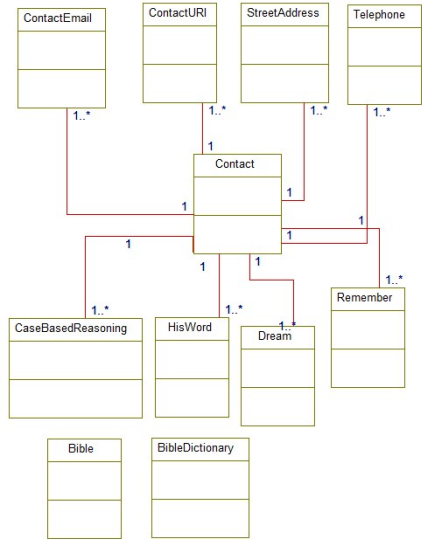 ContactEmail
ContactURI
StreetAddress
Telephone
1..*
1..*
1..*
1..*
1
Contact
1
1
1
1
1
1
1
1
1..*
1..*
1..*
1..*
CaseBasedReasoning
HisWord
Dream
Remember
Bible
BibleDictionary